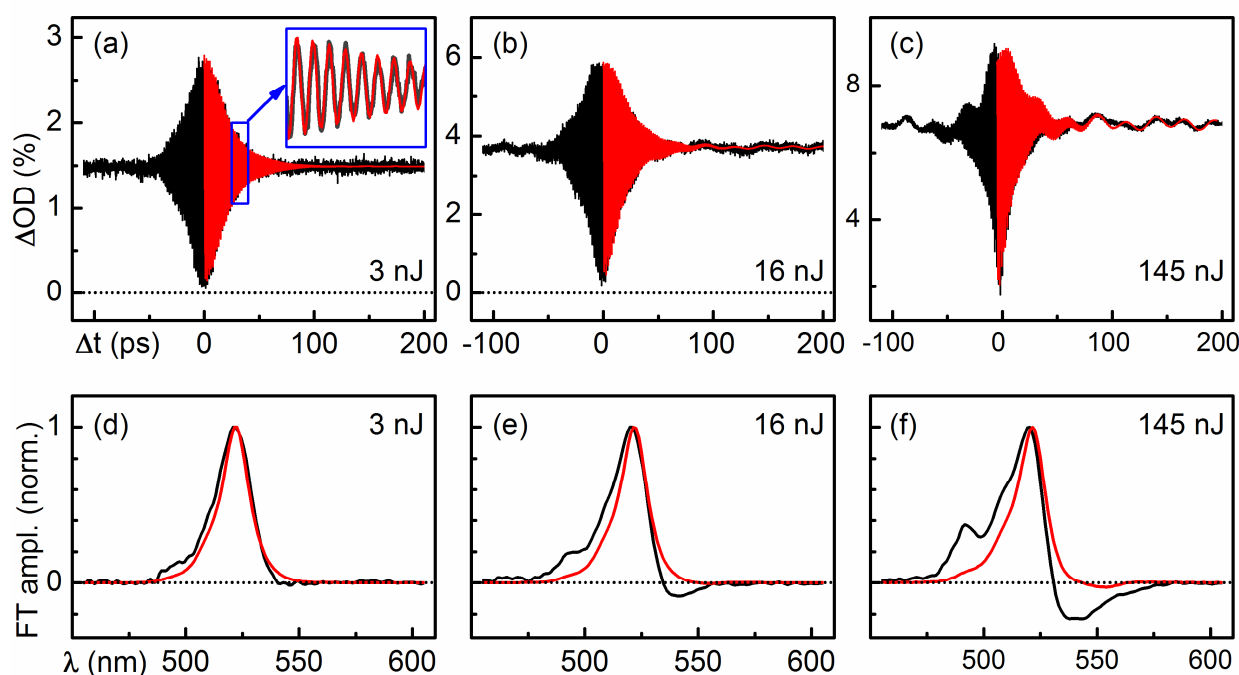 (a) (b) (c)
3 6 8
2 4
1 2 4
0 0
ΔOD (%)
3 nJ 16 nJ 145 nJ
Δt (ps) 0 100 200 -100 0 100 200 -100 0 100 200
(d) 3 nJ (e) 16 nJ (f) 145 nJ
1
0
FT ampl. (norm.)
λ (nm) 500 550 600 500 550 600 500 550 600